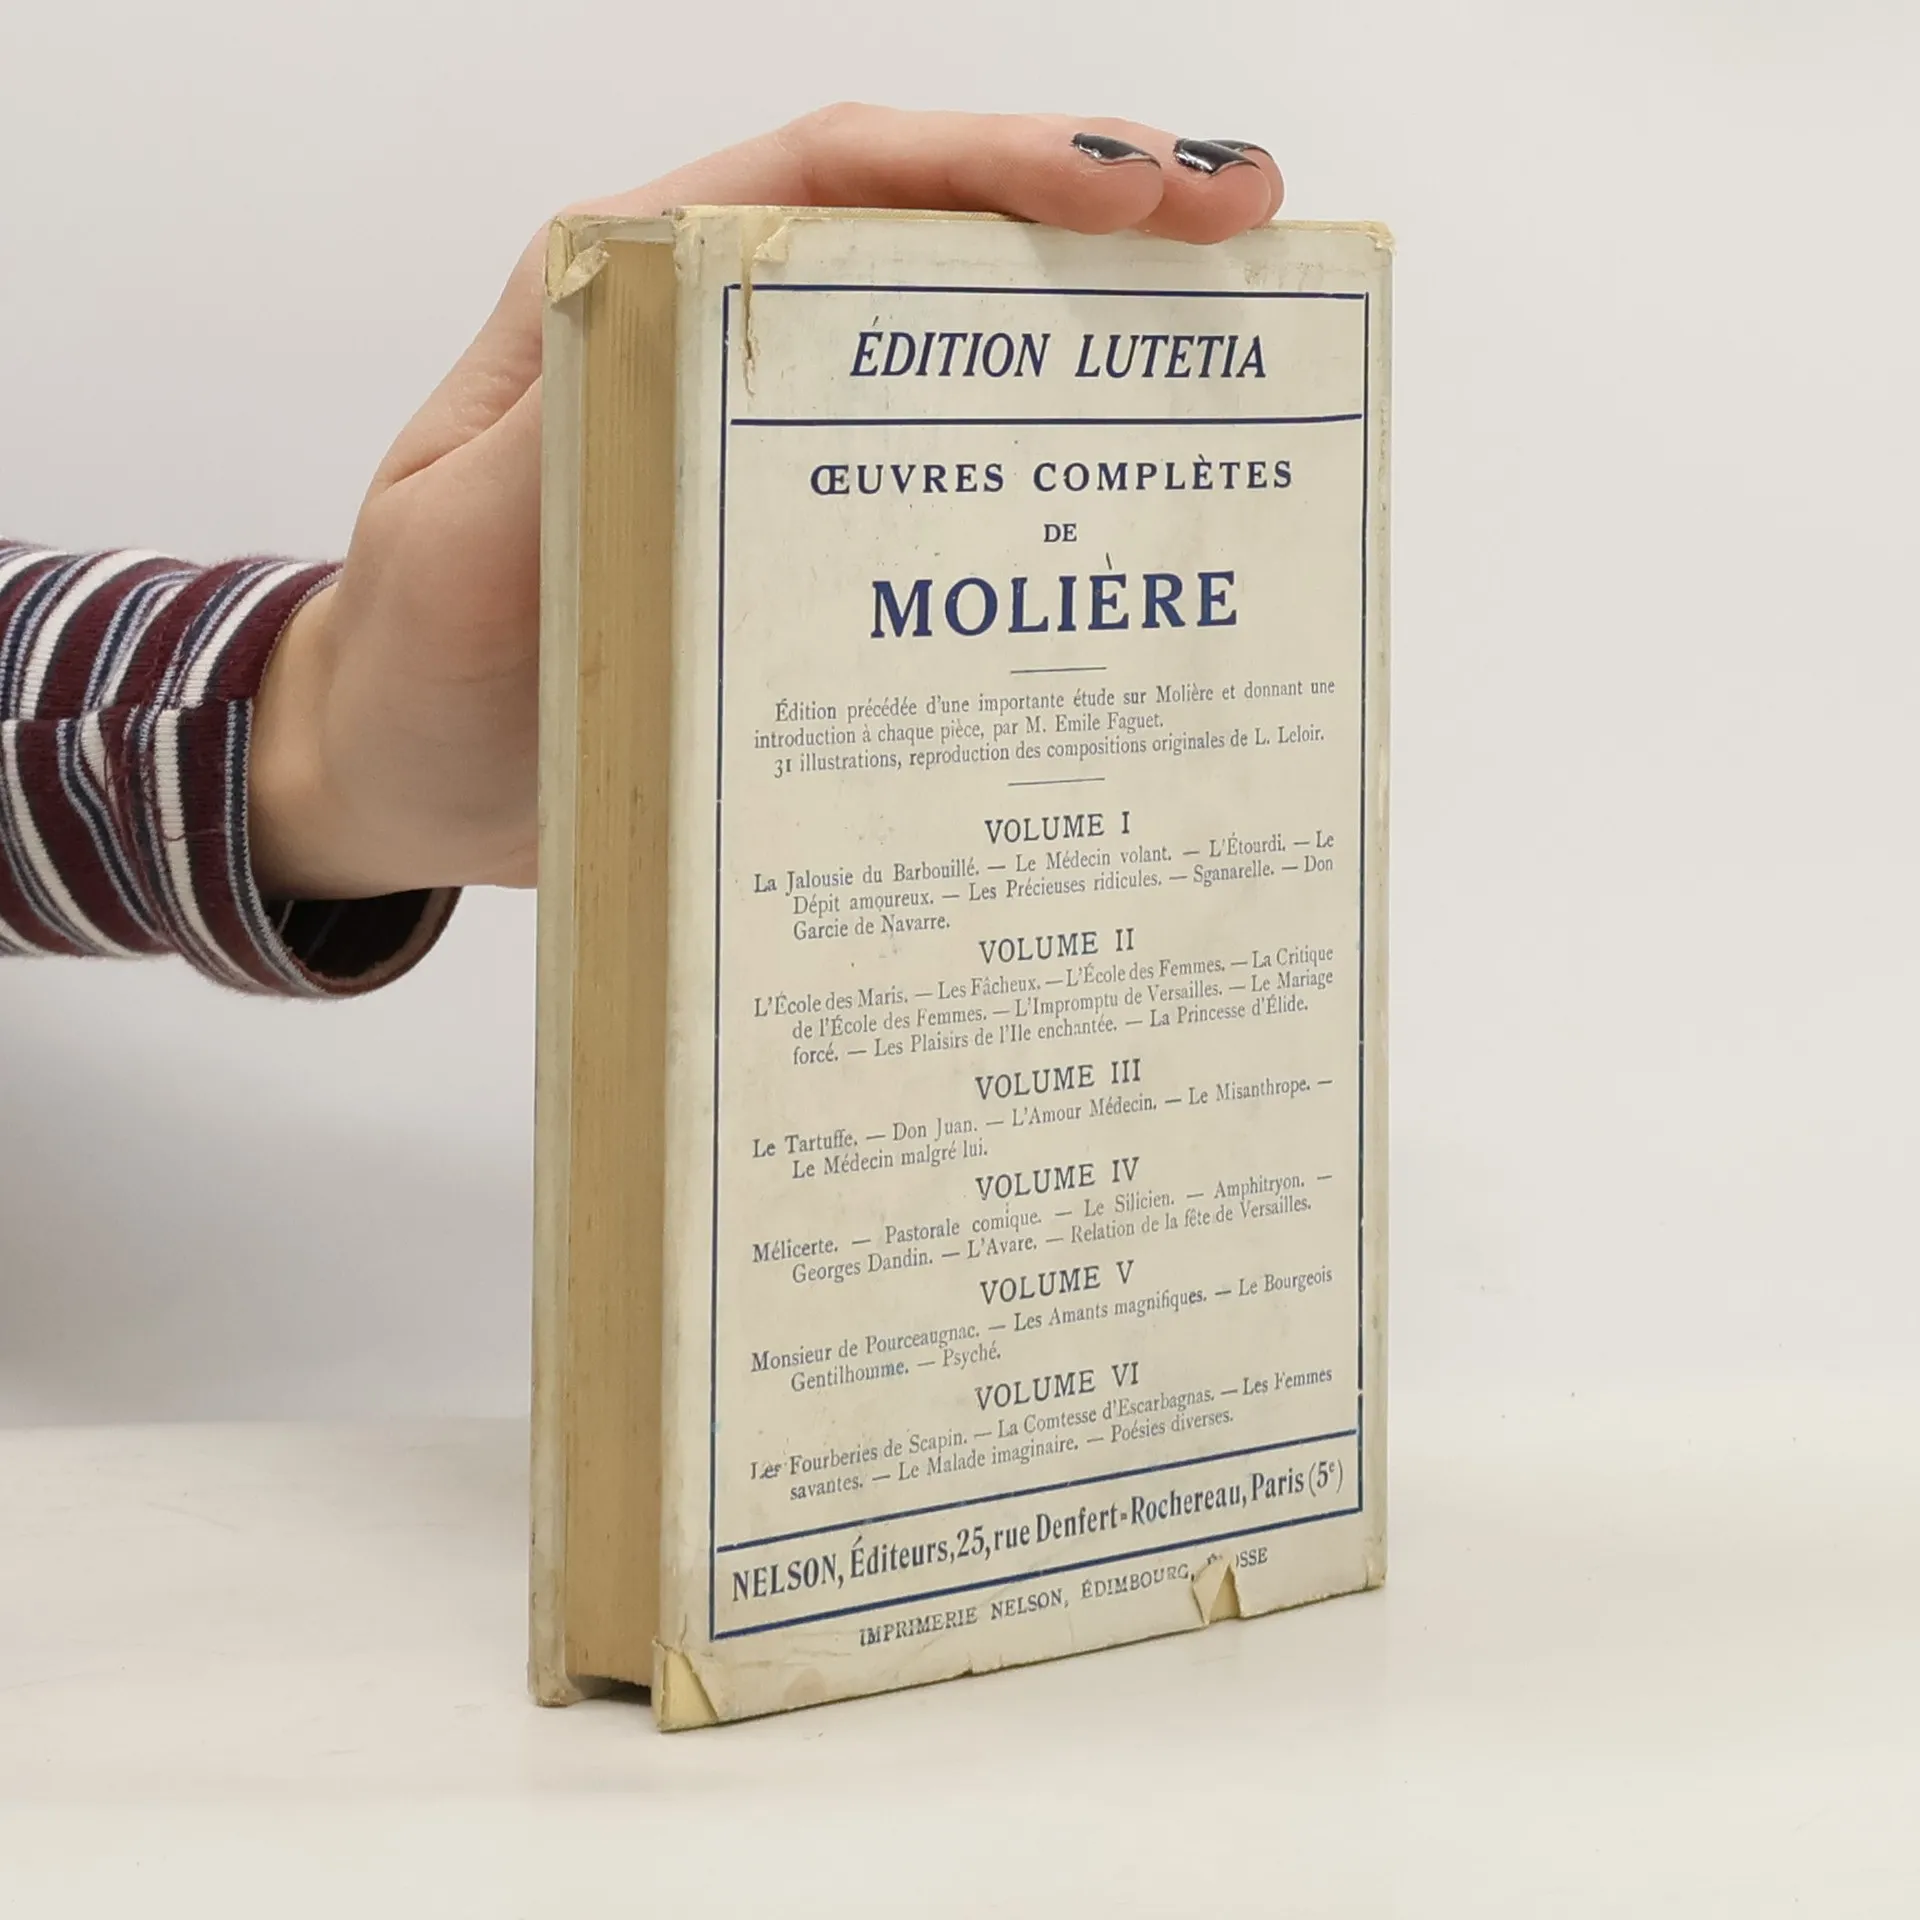 ÉDITION LUTETIA
ŒUVRES COMPLÈTES
DE
MOLIÈRE
Édition précédée d'une importante étude sur Molière et donnant une
introduction à chaque pièce, par M. Emile Faguet.
31 illustrations, reproduction des compositions originales de L. Leloir.
VOLUME I
La Jalousie du Barbouillé. — Le Médecin volant. — L'Étourdi. — Le
Dépit amoureux. — Les Précieuses ridicules. — Sganarelle. — Don
Garcie de Navarre.
VOLUME II
L'École des Maris. — Les Fâcheux. — L'École des Femmes. — La Critique
de l'École des Femmes. — L'Impromptu de Versailles. — Le Mariage
forcé. — Les Plaisirs de l'Ile enchantée. — La Princesse d'Élide.
VOLUME III
Le Tartuffe. — Don Juan. — L'Amour Médecin. — Le Misanthrope. —
Le Médecin malgré lui.
VOLUME IV
Mélicerte. — Pastorale comique. — Le Silicien. — Amphitryon. —
Georges Dandin. — L'Avare. — Relation de la fête de Versailles.
VOLUME V
Monsieur de Pourceaugnac. — Les Amants magnifiques. — Le Bourgeois
Gentilhomme. — Psyché.
VOLUME VI
Les Fourberies de Scapin. — La Comtesse d'Escarbagnas. — Les Femmes
savantes. — Le Malade imaginaire. — Poésies diverses.
NELSON, Éditeurs, 25, rue Denfert-Rochereau, Paris (5e)
IMPRIMERIE NELSON, ÉDIMBOURG,